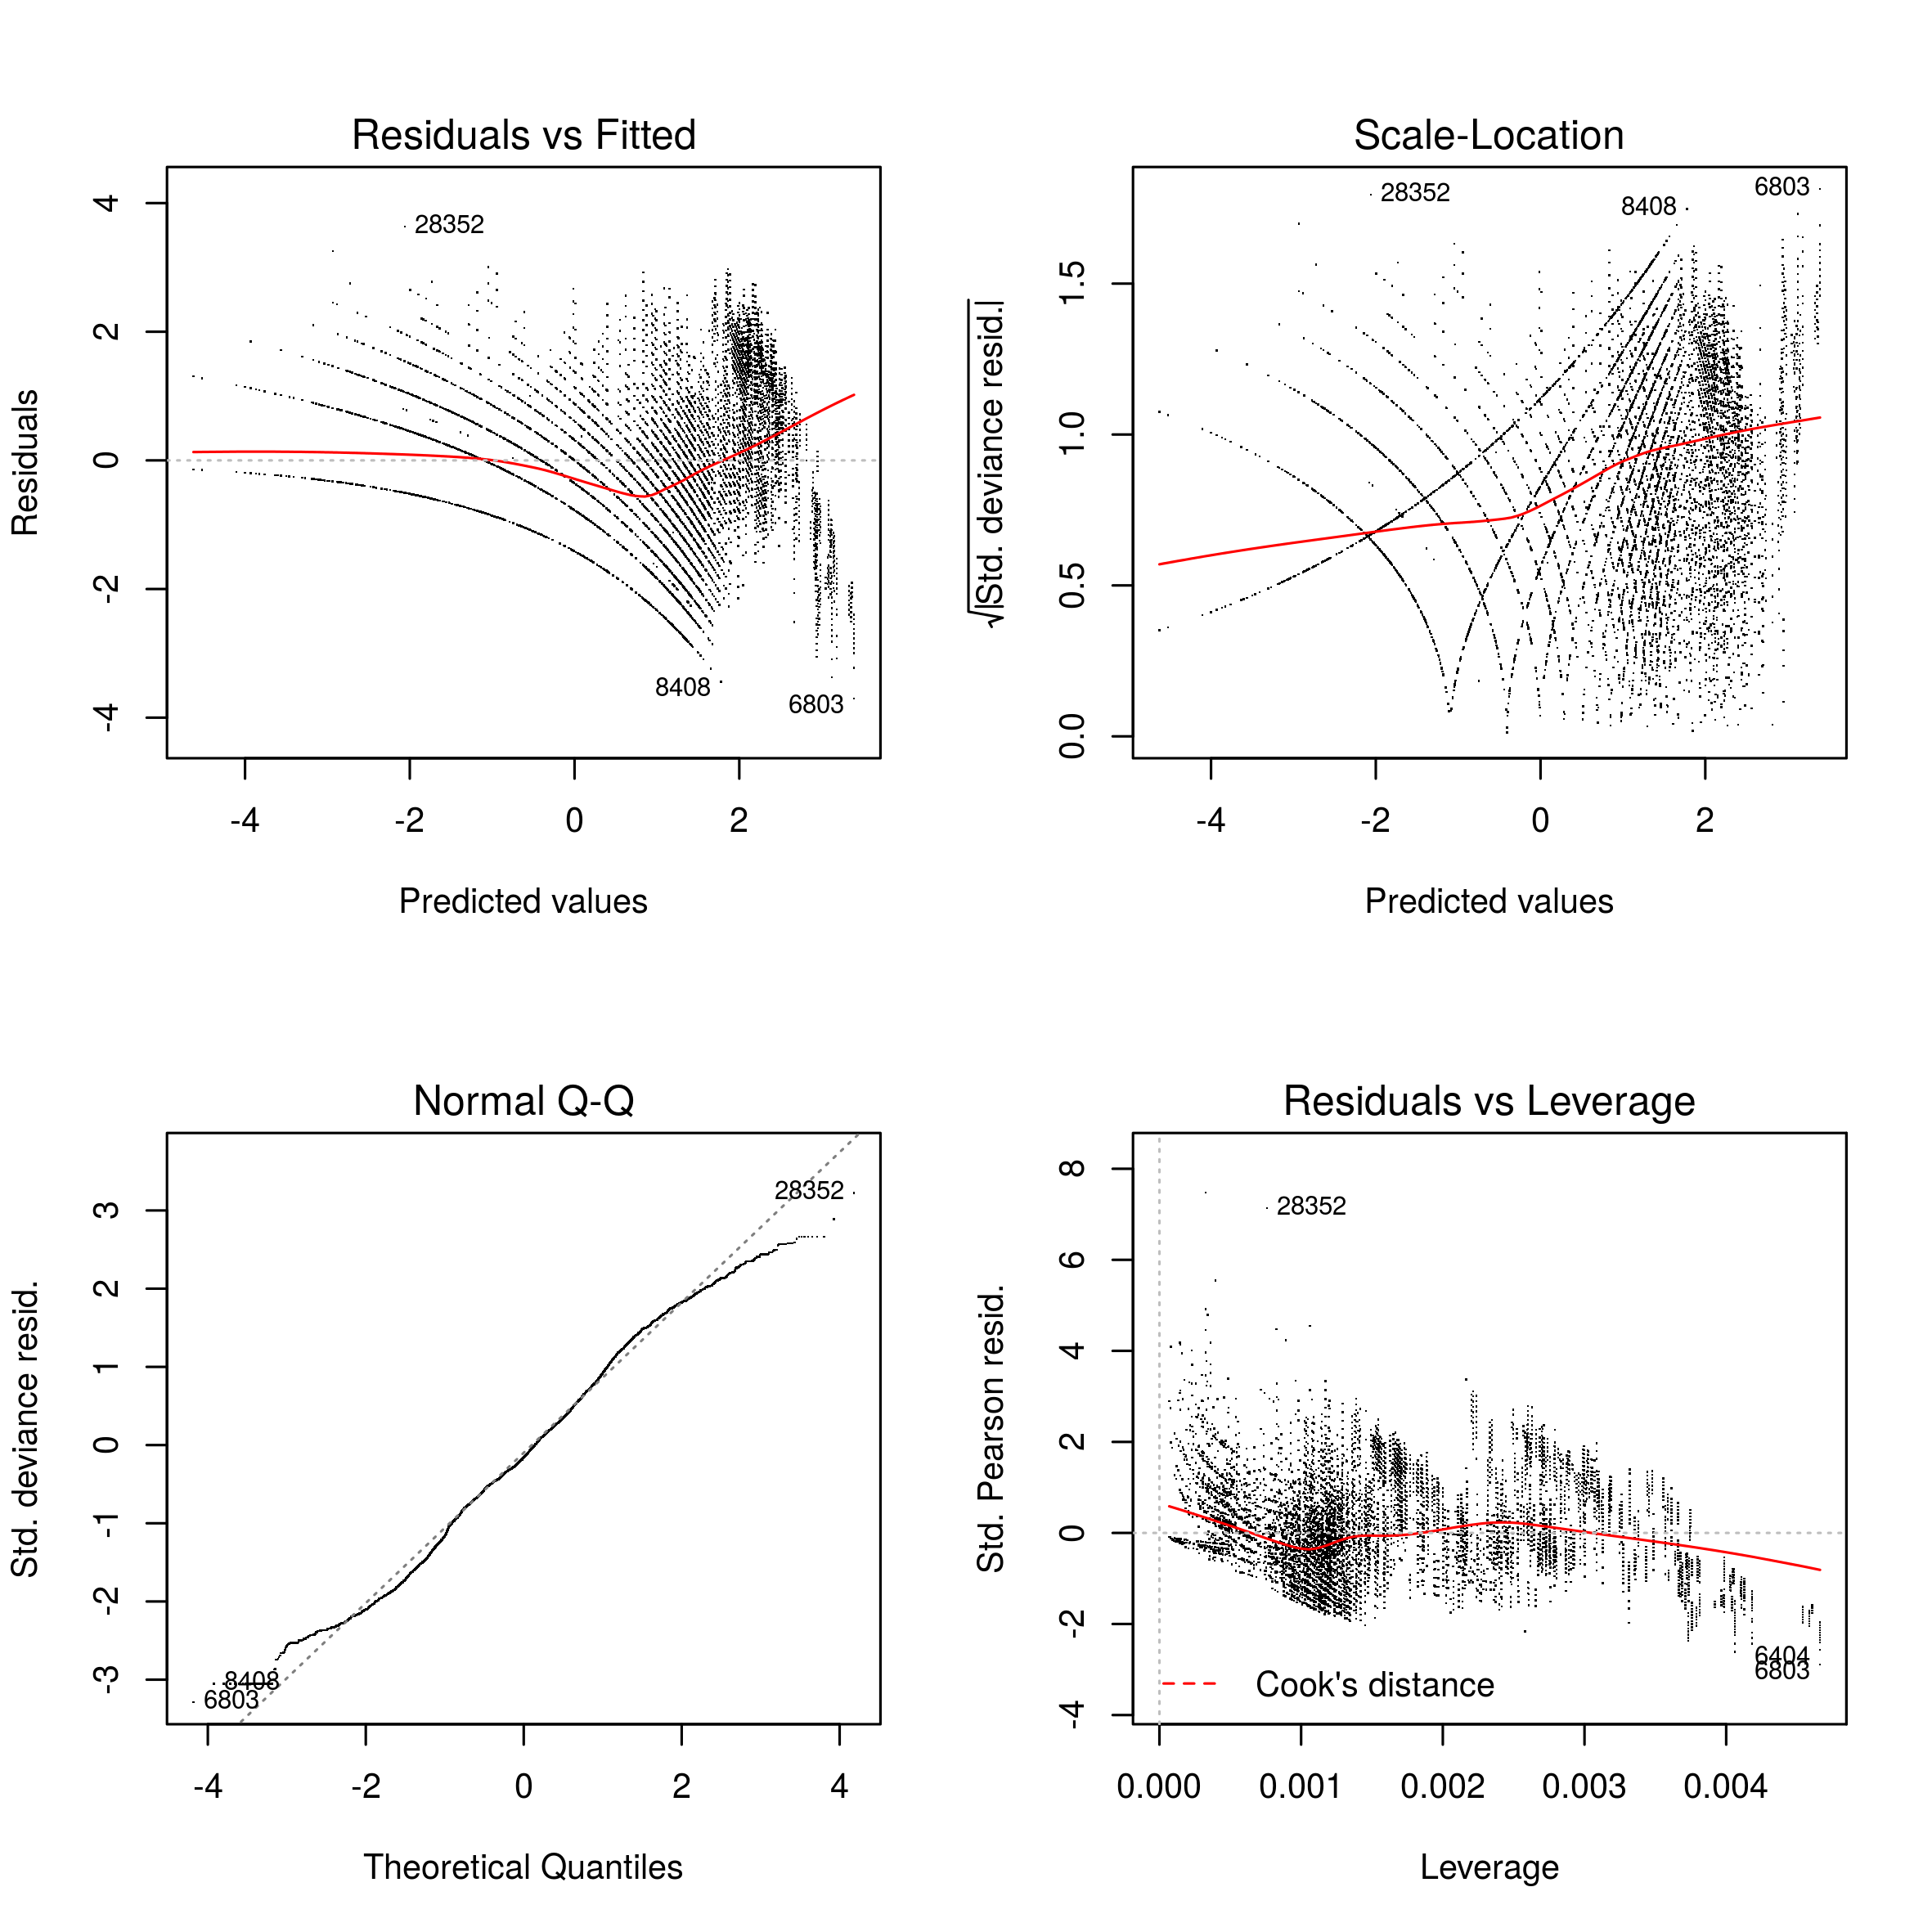 Residuals vs Fitted
4
2
0
-2
-4
Residuals
28352
8408
6803
-4 -2 0 2
Predicted values
Scale-Location
1.5
1.0
0.5
0.0
√|Std. deviance resid.|
28352
8408
6803
-4 -2 0 2
Predicted values
Normal Q-Q
3
2
1
0
-1
-2
-3
Std. deviance resid.
28352
8408
6803
-4 -2 0 2 4
Theoretical Quantiles
Residuals vs Leverage
8
6
4
2
0
-2
-4
Std. Pearson resid.
28352
6404
6803
Cook's distance
0.000 0.001 0.002 0.003 0.004
Leverage